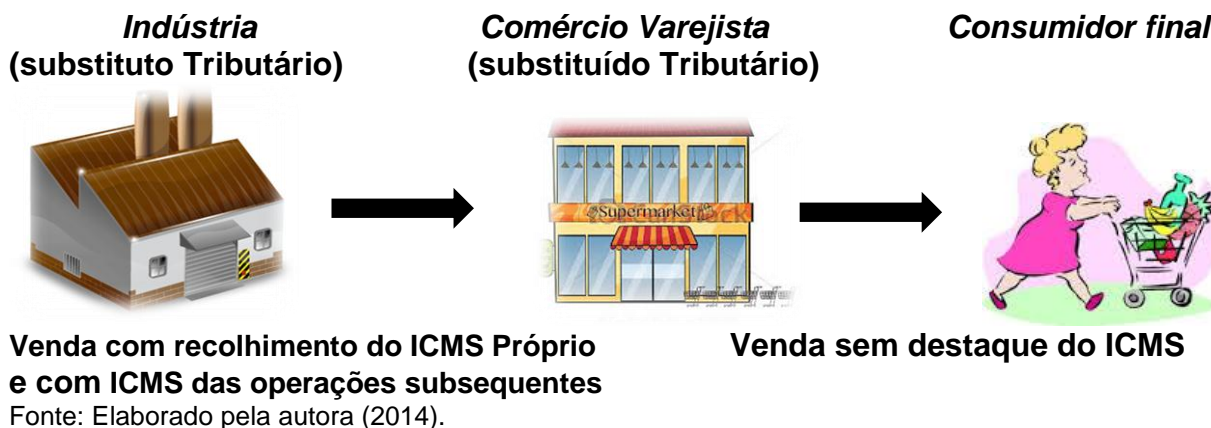 Indústria Comércio Varejista Consumidor final
(substituto Tributário) (substituído Tributário)
Supermarket
Venda com recolhimento do ICMS Próprio Venda sem destaque do ICMS
e com ICMS das operações subsequentes
Fonte: Elaborado pela autora (2014).